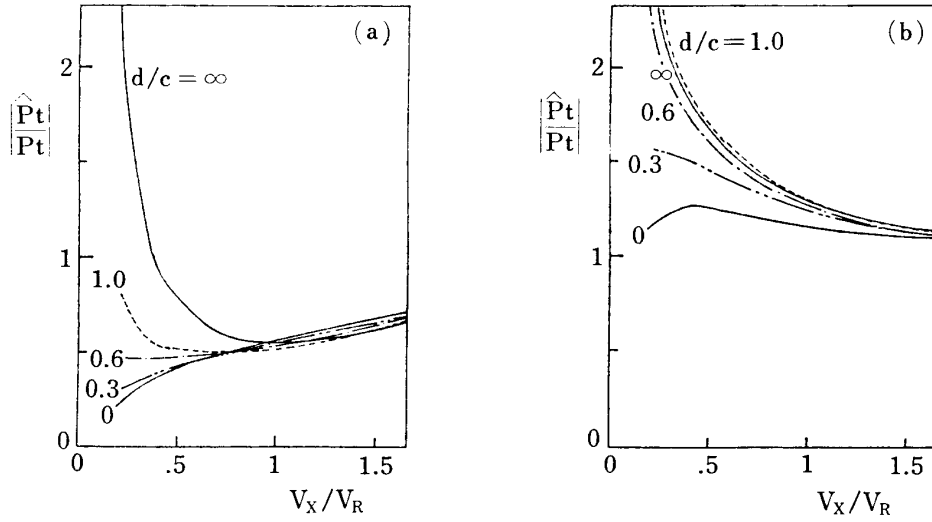 (a)
2
d/c = ∞
|P̂t/Pt|
1
1.0
0.6
0.3
0
0
0 .5 1 1.5
V_X/V_R
(b)
2
d/c = 1.0
∞
0.6
|P̂t/Pt|
0.3
0
1
0
0 .5 1 1.5
V_X/V_R